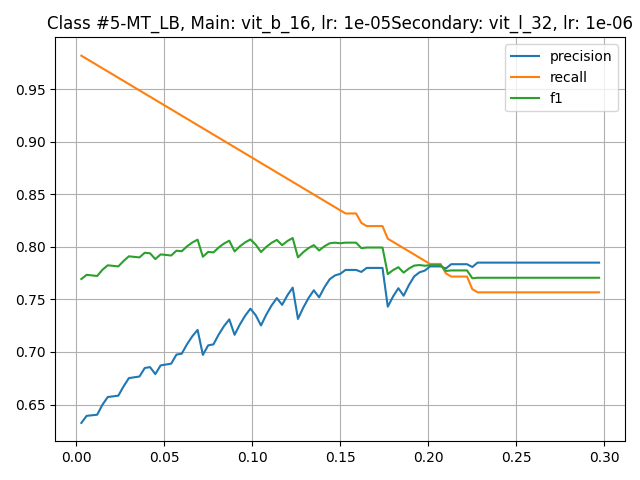 Class #5-MT_LB, Main: vit_b_16, lr: 1e-05Secondary: vit_l_32, lr: 1e-06
precision
recall
f1
0.95
0.90
0.85
0.80
0.75
0.70
0.65
0.00 0.05 0.10 0.15 0.20 0.25 0.30